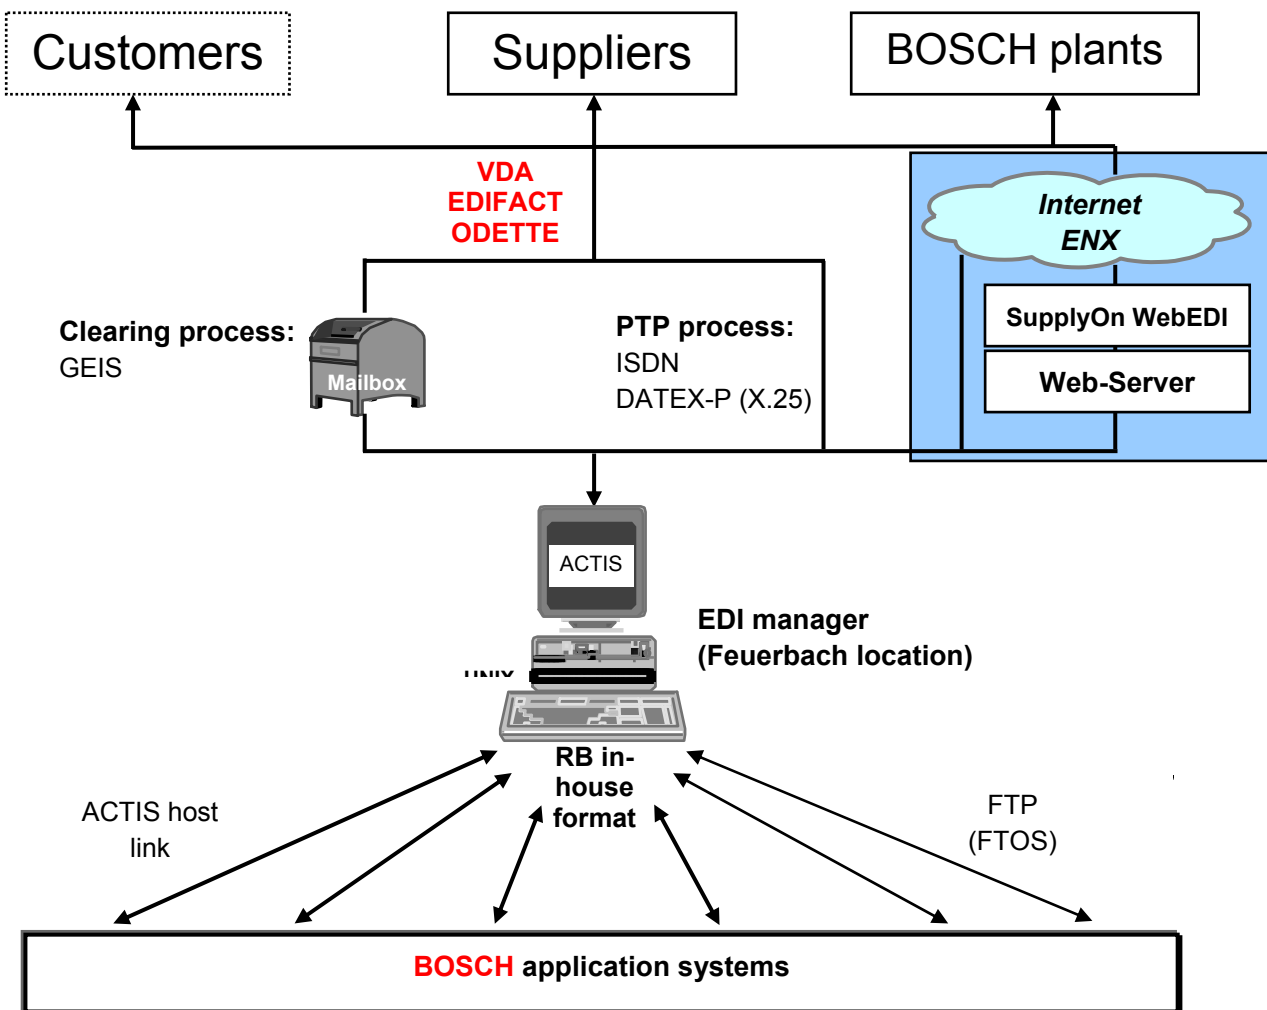 Customers
Suppliers
BOSCH plants
VDA
EDIFACT
ODETTE
Internet
ENX
Clearing process:
GEIS
Mailbox
PTP process:
ISDN
DATEX-P (X.25)
SupplyOn WebEDI
Web-Server
ACTIS
EDI manager
(Feuerbach location)
UNIX
RB in-
house
format
ACTIS host
link
FTP
(FTOS)
BOSCH application systems